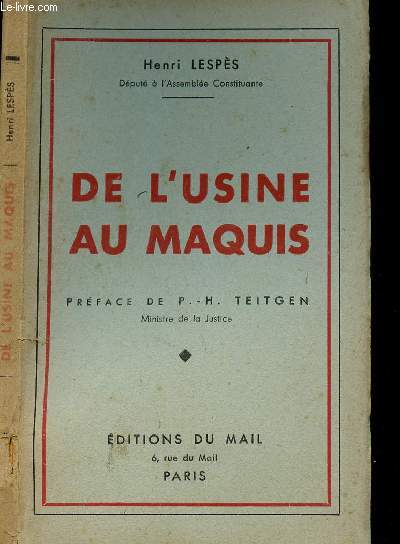 Henri LESPÈS
Député à l'Assemblée Constituante
DE L'USINE
AU MAQUIS
PRÉFACE DE P.-H. TEITGEN
Ministre de la Justice
ÉDITIONS DU MAIL
6, rue du Mail
PARIS
DE L'USINE AU MAQUIS
Henri LESPÈS
© le-livre.com